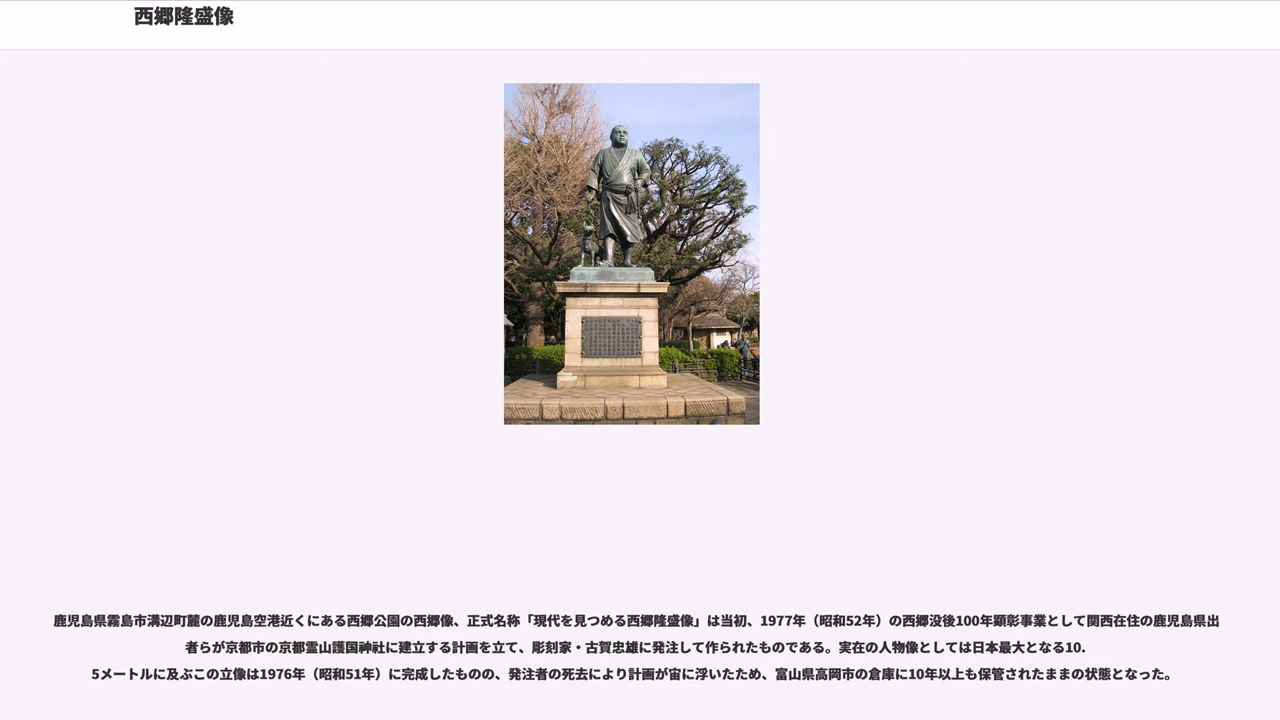 西郷隆盛像
鹿児島県霧島市溝辺町麓の鹿児島空港近くにある西郷公園の西郷像、正式名称「現代を見つめる西郷隆盛像」は当初、1977年（昭和52年）の西郷没後100年顕彰事業として関西在住の鹿児島県出
者らが京都市の京都霊山護国神社に建立する計画を立て、彫刻家・古賀忠雄に発注して作られたものである。実在の人物像としては日本最大となる10.
5メートルに及ぶこの立像は1976年（昭和51年）に完成したものの、発注者の死去により計画が宙に浮いたため、富山県高岡市の倉庫に10年以上も保管されたままの状態となった。